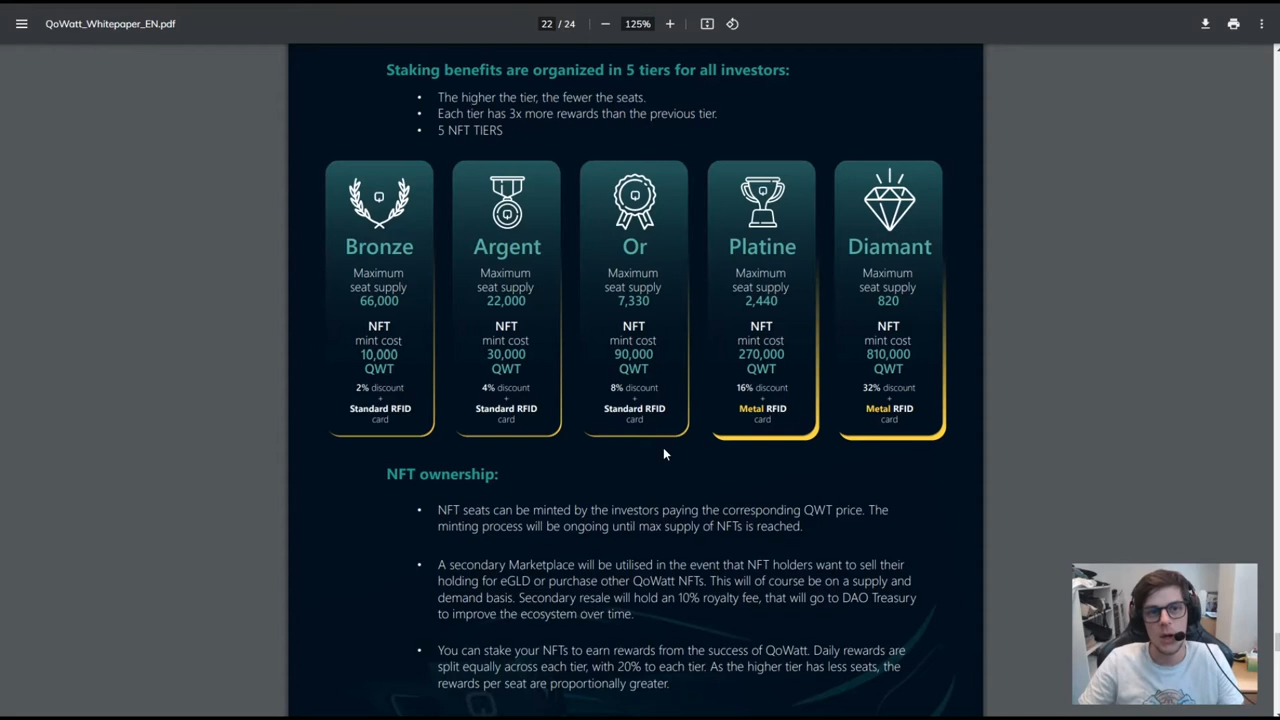 QoWatt_Whitepaper_EN.pdf
22 / 24
125%
Staking benefits are organized in 5 tiers for all investors:
• The higher the tier, the fewer the seats.
• Each tier has 3x more rewards than the previous tier.
• 5 NFT TIERS
Bronze
Maximum
seat supply
66,000
NFT
mint cost
10,000
QWT
2% discount
+
Standard RFID
card
Argent
Maximum
seat supply
22,000
NFT
mint cost
30,000
QWT
4% discount
+
Standard RFID
card
Or
Maximum
seat supply
7,330
NFT
mint cost
90,000
QWT
8% discount
+
Standard RFID
card
Platine
Maximum
seat supply
2,440
NFT
mint cost
270,000
QWT
16% discount
+
Metal RFID
card
Diamant
Maximum
seat supply
820
NFT
mint cost
810,000
QWT
32% discount
+
Metal RFID
card
NFT ownership:
• NFT seats can be minted by the investors paying the corresponding QWT price. The
minting process will be ongoing until max supply of NFTs is reached.
• A secondary Marketplace will be utilised in the event that NFT holders want to sell their
holding for eGLD or purchase other QoWatt NFTs. This will of course be on a supply and
demand basis. Secondary resale will hold an 10% royalty fee, that will go to DAO Treasury
to improve the ecosystem over time.
• You can stake your NFTs to earn rewards from the success of QoWatt. Daily rewards are
split equally across each tier, with 20% to each tier. As the higher tier has less seats, the
rewards per seat are proportionally greater.